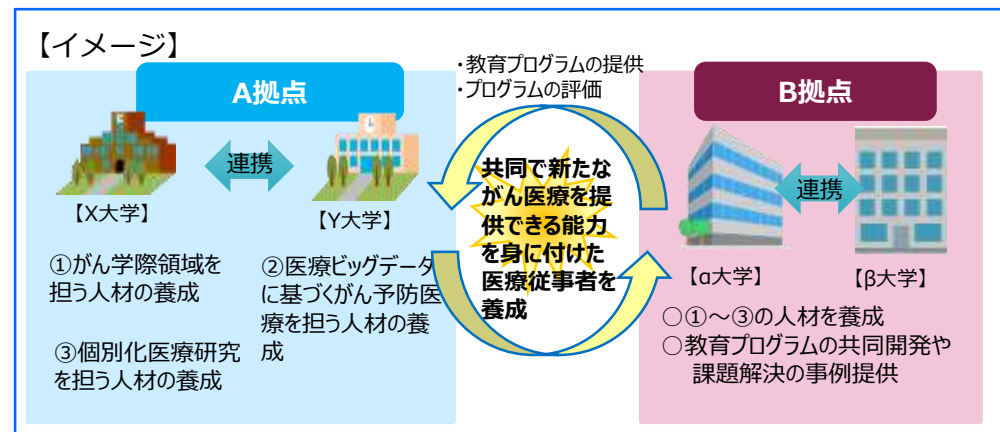 【イメージ】
A拠点
連携
【X大学】
【Y大学】
①がん学際領域を
担う人材の養成
③個別化医療研究
を担う人材の養成
②医療ビッグデータ
に基づくがん予防医
療を担う人材の養
成
・教育プログラムの提供
・プログラムの評価
共同で新たな
がん医療を提
供できる能力
を身に付けた
医療従事者を
養成
B拠点
連携
【α大学】
【β大学】
○①～③の人材を養成
○教育プログラムの共同開発や
課題解決の事例提供